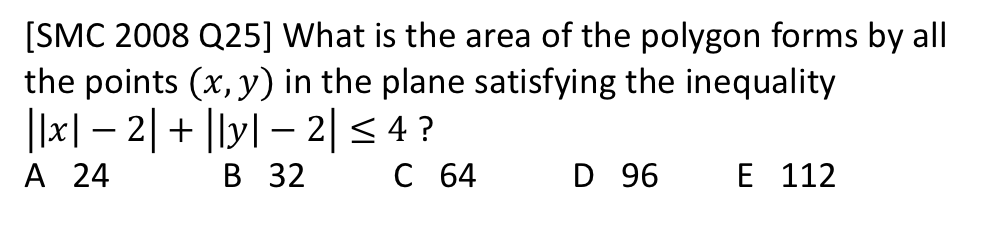 [SMC 2008 Q25] What is the area of the polygon forms by all
the points (x, y) in the plane satisfying the inequality
||x| − 2| + ||y| − 2| ≤ 4 ?
A 24 B 32 C 64 D 96 E 112